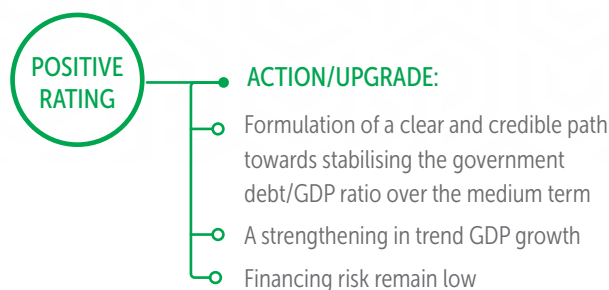 POSITIVE
RATING
ACTION/UPGRADE:
Formulation of a clear and credible path
towards stabilising the government
debt/GDP ratio over the medium term
A strengthening in trend GDP growth
Financing risk remain low